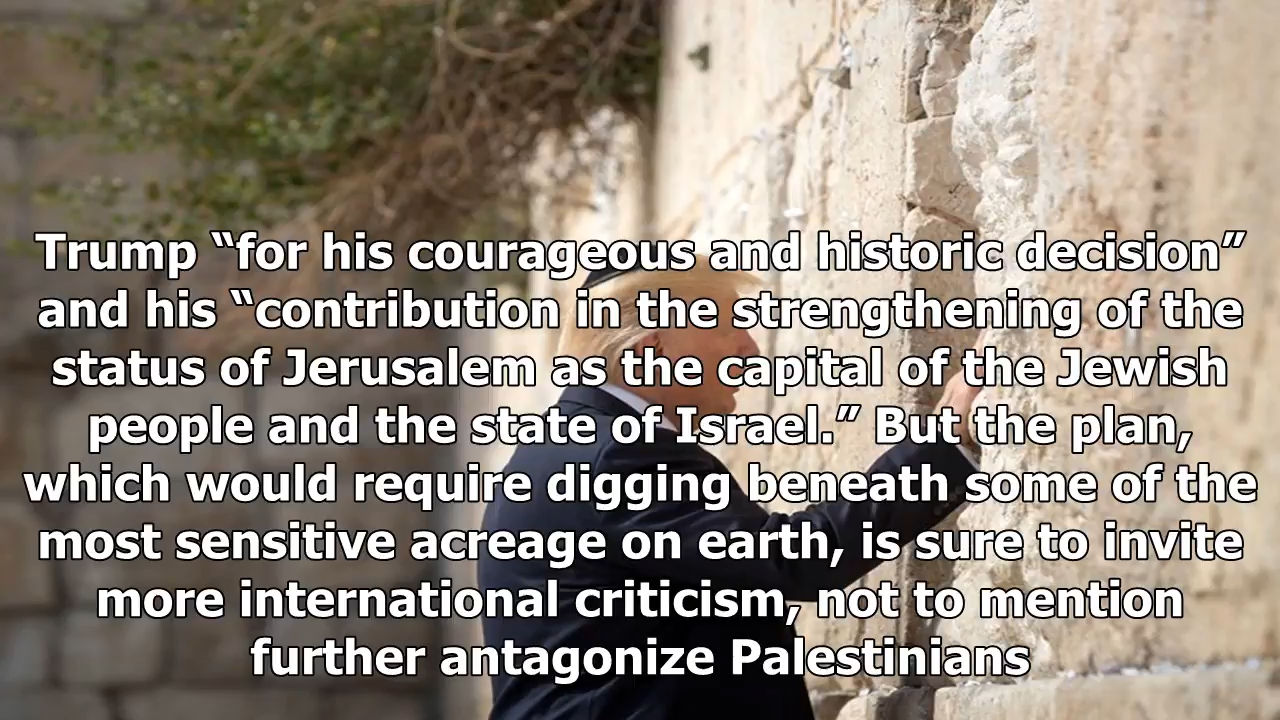 Trump “for his courageous and historic decision”
and his “contribution in the strengthening of the
status of Jerusalem as the capital of the Jewish
people and the state of Israel.” But the plan,
which would require digging beneath some of the
most sensitive acreage on earth, is sure to invite
more international criticism, not to mention
further antagonize Palestinians